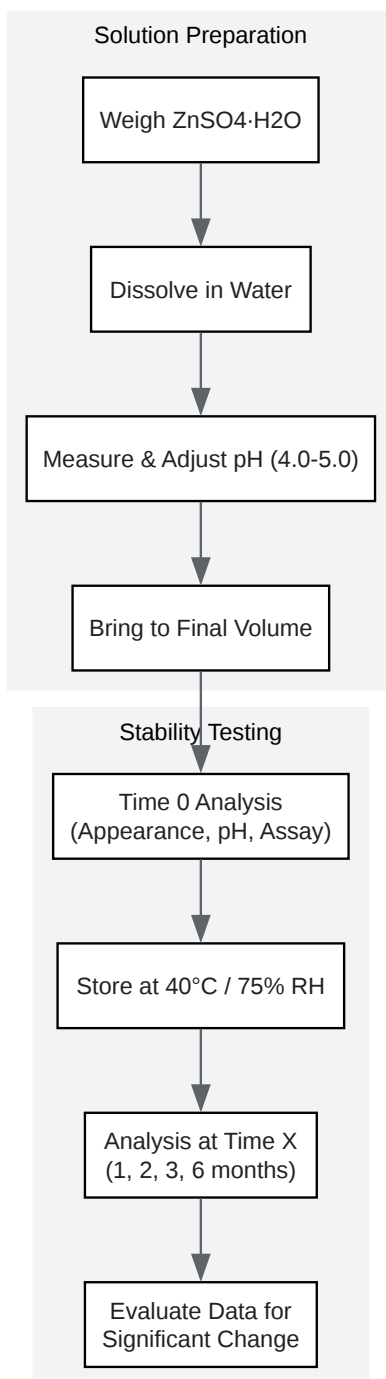 Solution Preparation
Weigh ZnSO4·H2O
Dissolve in Water
Measure & Adjust pH (4.0-5.0)
Bring to Final Volume
Stability Testing
Time 0 Analysis
(Appearance, pH, Assay)
Store at 40°C / 75% RH
Analysis at Time X
(1, 2, 3, 6 months)
Evaluate Data for
Significant Change